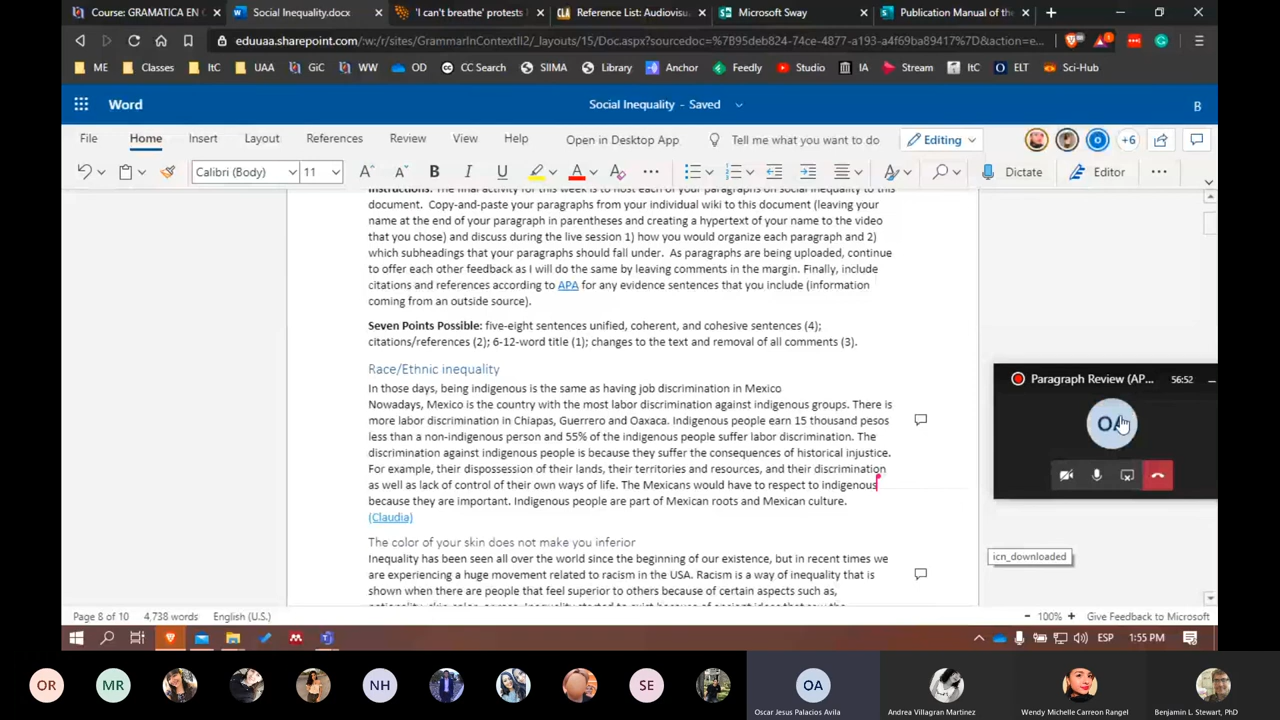 Course: GRAMATICA EN C
Social Inequality.docx
'I can't breathe' protests
Reference List: Audiovisu
Microsoft Sway
Publication Manual of the
eduuaa.sharepoint.com/:w:/r/sites/GrammarInContextII2/_layouts/15/Doc.aspx?sourcedoc=%7B95deb824-74ce-4877-a193-a4f69ba89417%7D&action=e...
ME
Classes
ItC
UAA
GiC
WW
OD
CC Search
SIIMA
Library
Anchor
Feedly
Studio
IA
Stream
ItC
ELT
Sci-Hub
Word
Social Inequality - Saved
B
File
Home
Insert
Layout
References
Review
View
Help
Open in Desktop App
Tell me what you want to do
Editing
+6
Calibri (Body)
11
B
I
U
Dictate
Editor
Instructions: The final activity for this week is to host each of your paragraphs on social inequality to this
document. Copy-and-paste your paragraphs from your individual wiki to this document (leaving your
name at the end of your paragraph in parentheses and creating a hypertext of your name to the video
that you chose) and discuss during the live session 1) how you would organize each paragraph and 2)
which subheadings that your paragraphs should fall under. As paragraphs are being uploaded, continue
to offer each other feedback as I will do the same by leaving comments in the margin. Finally, include
citations and references according to APA for any evidence sentences that you include (information
coming from an outside source).
Seven Points Possible: five-eight sentences unified, coherent, and cohesive sentences (4);
citations/references (2); 6-12-word title (1); changes to the text and removal of all comments (3).
Race/Ethnic inequality
In those days, being indigenous is the same as having job discrimination in Mexico
Nowadays, Mexico is the country with the most labor discrimination against indigenous groups. There is
more labor discrimination in Chiapas, Guerrero and Oaxaca. Indigenous people earn 15 thousand pesos
less than a non-indigenous person and 55% of the indigenous people suffer labor discrimination. The
discrimination against indigenous people is because they suffer the consequences of historical injustice.
For example, their dispossession of their lands, their territories and resources, and their discrimination
as well as lack of control of their own ways of life. The Mexicans would have to respect to indigenous
because they are important. Indigenous people are part of Mexican roots and Mexican culture.
(Claudia)
The color of your skin does not make you inferior
Inequality has been seen all over the world since the beginning of our existence, but in recent times we
are experiencing a huge movement related to racism in the USA. Racism is a way of inequality that is
shown when there are people that feel superior to others because of certain aspects such as,
Paragraph Review (AP...
56:52
OA
icn_downloaded
Page 8 of 10
4,738 words
English (U.S.)
100%
Give Feedback to Microsoft
ESP
1:55 PM
OR
MR
NH
SE
OA
Oscar Jesus Palacios Avila
Andrea Villagran Martinez
Wendy Michelle Carreon Rangel
Benjamin L. Stewart, PhD